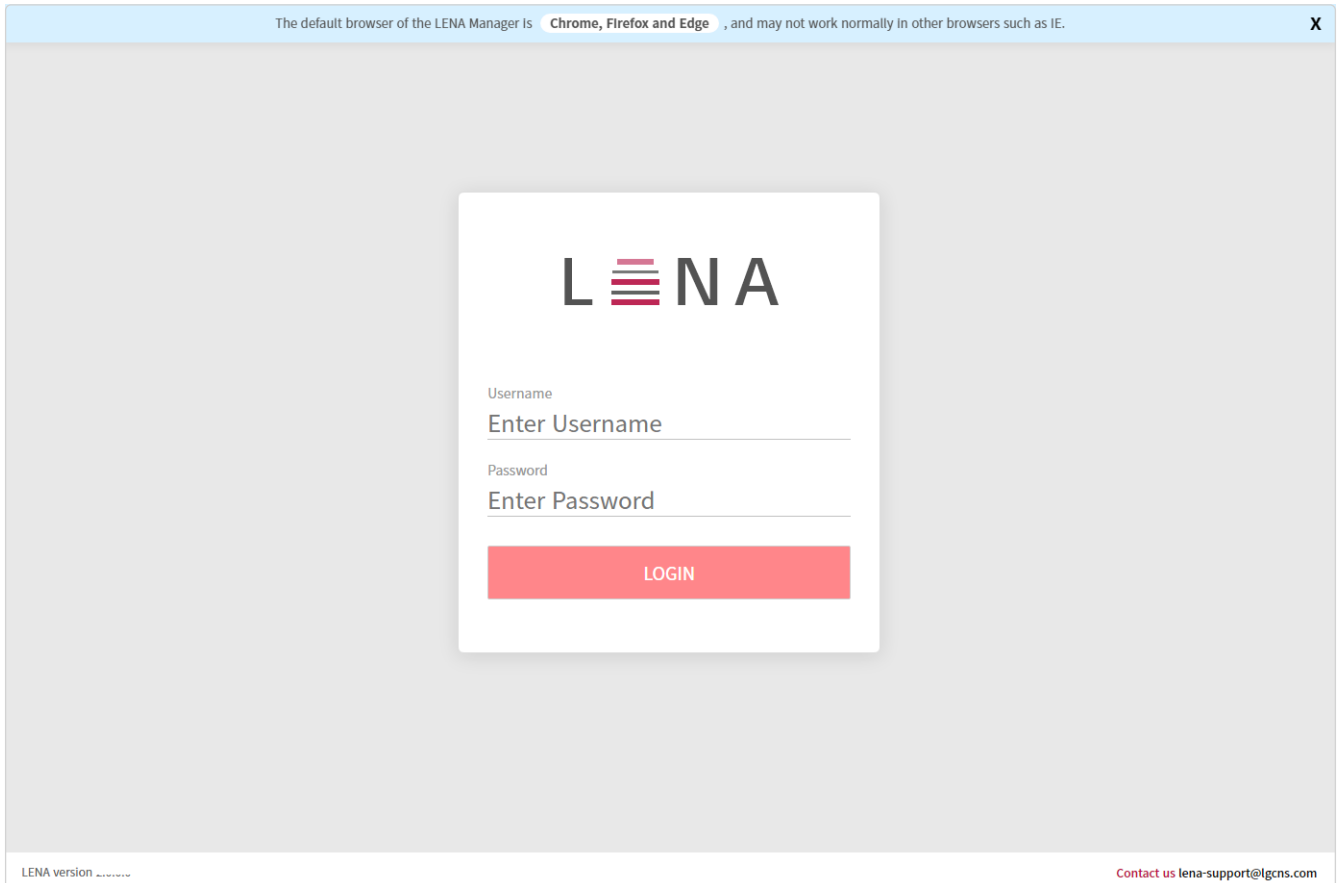 The default browser of the LENA Manager is Chrome, Firefox and Edge , and may not work normally in other browsers such as IE. X
LENA
Username
Enter Username
Password
Enter Password
LOGIN
LENA version
Contact us lena-support@lgcns.com